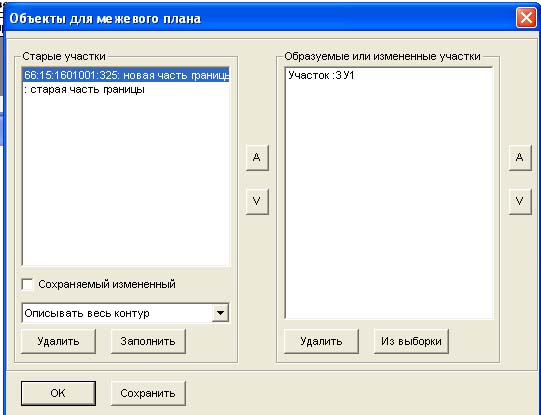 Объекты для межевого плана
Старые участки
66:15:1601001:325: новая часть границы
: старая часть границы
A
V
Сохраняемый измененный
Описывать весь контур
Удалить
Заполнить
Образуемые или измененные участки
Участок :ЗУ1
A
V
Удалить
Из выборки
OK
Сохранить